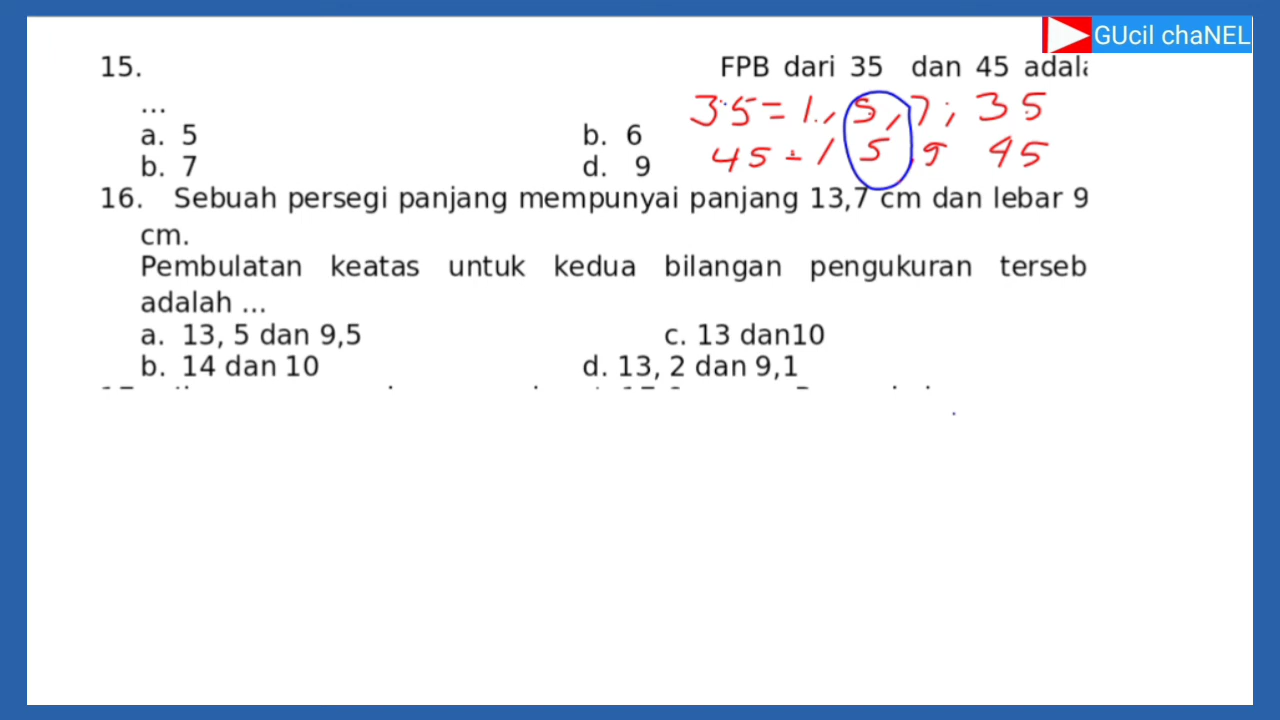 GUcil chaNEL
15. FPB dari 35 dan 45 adala
...
35 = 1 , 5 , 7 ; 35
a. 5 b. 6
45 = 1 5 9 45
b. 7 d. 9
16. Sebuah persegi panjang mempunyai panjang 13,7 cm dan lebar 9
cm.
Pembulatan keatas untuk kedua bilangan pengukuran terseb
adalah ...
a. 13, 5 dan 9,5 c. 13 dan10
b. 14 dan 10 d. 13, 2 dan 9,1